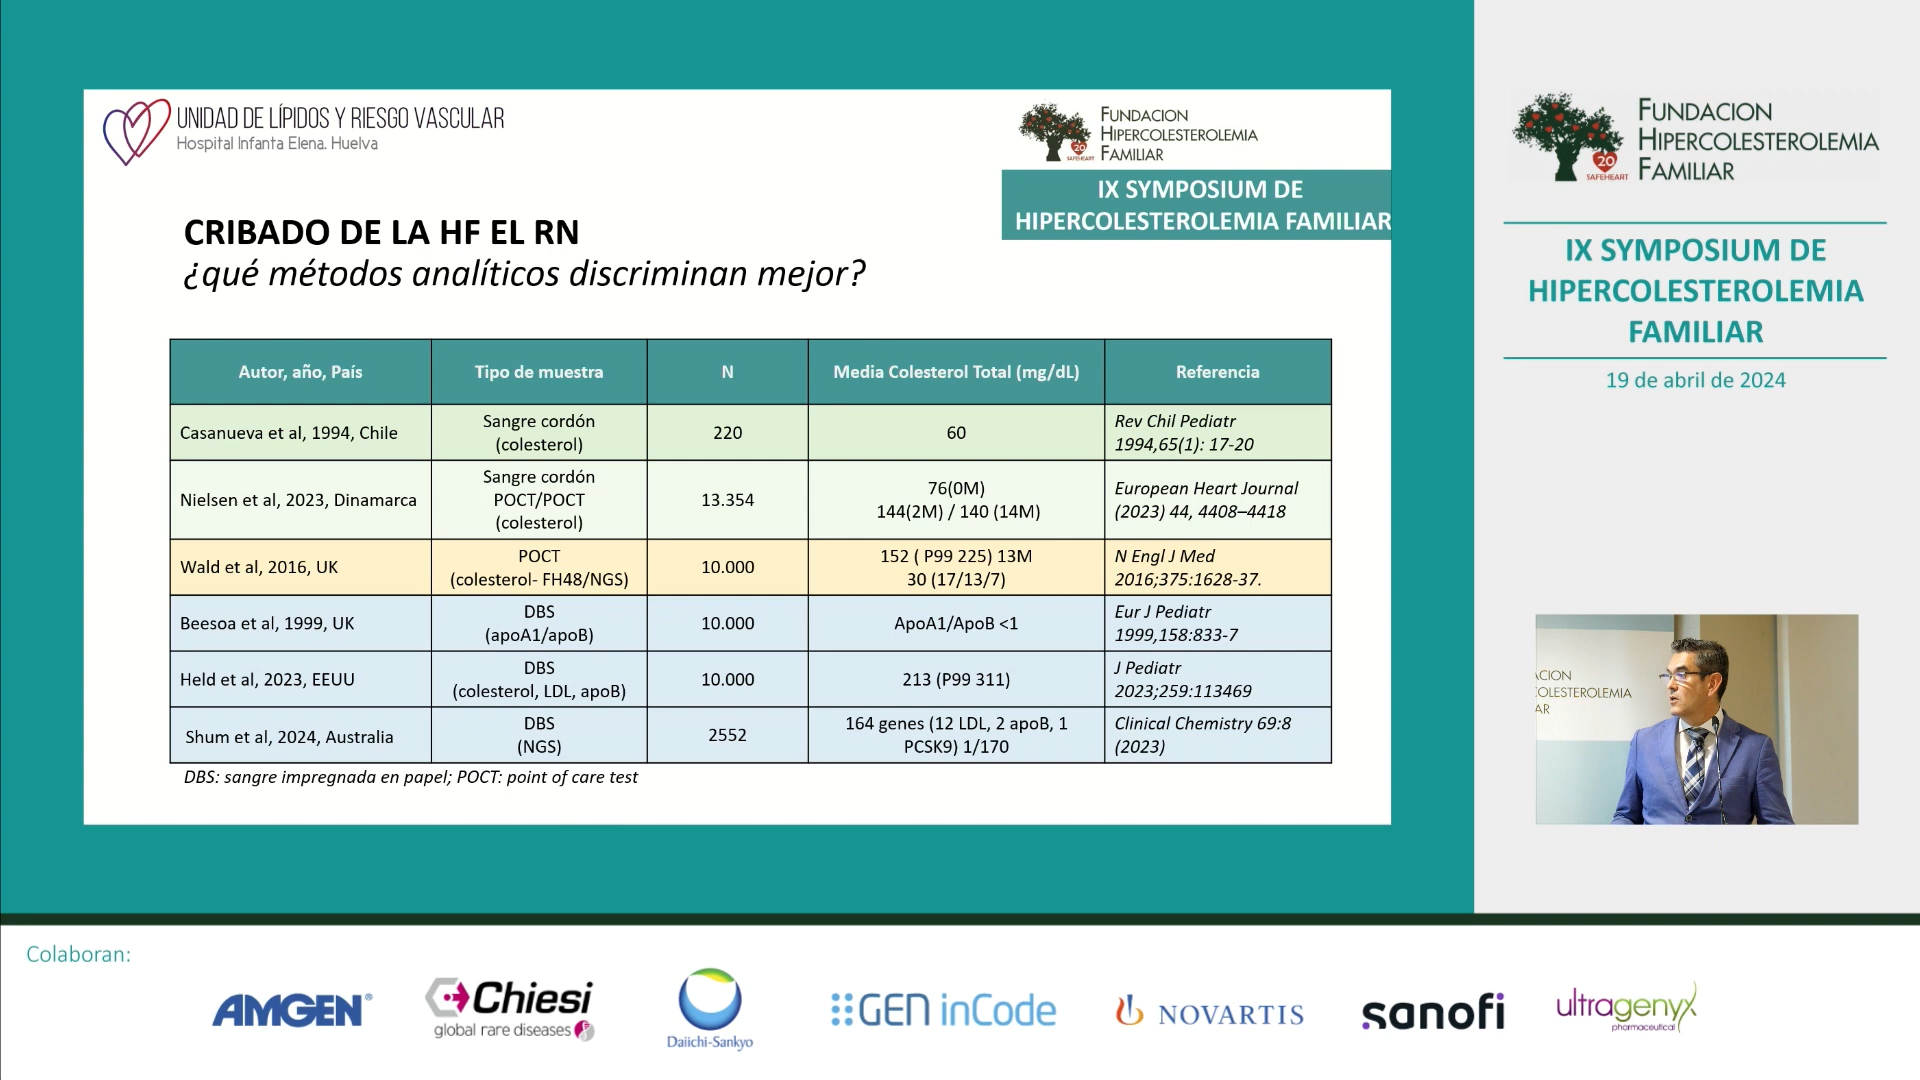 UNIDAD DE LÍPIDOS Y RIESGO VASCULAR
Hospital Infanta Elena. Huelva
FUNDACION
HIPERCOLESTEROLEMIA
FAMILIAR
20
SAFEHEART
IX SYMPOSIUM DE
HIPERCOLESTEROLEMIA FAMILIAR
CRIBADO DE LA HF EL RN
¿qué métodos analíticos discriminan mejor?
Autor, año, País
Tipo de muestra
N
Media Colesterol Total (mg/dL)
Referencia
Casanueva et al, 1994, Chile
Sangre cordón
(colesterol)
220
60
Rev Chil Pediatr
1994,65(1): 17-20
Nielsen et al, 2023, Dinamarca
Sangre cordón
POCT/POCT
(colesterol)
13.354
76(0M)
144(2M) / 140 (14M)
European Heart Journal
(2023) 44, 4408–4418
Wald et al, 2016, UK
POCT
(colesterol- FH48/NGS)
10.000
152 ( P99 225) 13M
30 (17/13/7)
N Engl J Med
2016;375:1628-37.
Beesoa et al, 1999, UK
DBS
(apoA1/apoB)
10.000
ApoA1/ApoB <1
Eur J Pediatr
1999,158:833-7
Held et al, 2023, EEUU
DBS
(colesterol, LDL, apoB)
10.000
213 (P99 311)
J Pediatr
2023;259:113469
Shum et al, 2024, Australia
DBS
(NGS)
2552
164 genes (12 LDL, 2 apoB, 1
PCSK9) 1/170
Clinical Chemistry 69:8
(2023)
DBS: sangre impregnada en papel; POCT: point of care test
FUNDACION
HIPERCOLESTEROLEMIA
FAMILIAR
20
SAFEHEART
IX SYMPOSIUM DE
HIPERCOLESTEROLEMIA
FAMILIAR
19 de abril de 2024
ACION
COLESTEROLEMIA
AR
Colaboran:
AMGEN®
Chiesi
global rare diseases
Daiichi-Sankyo
GEN inCode
NOVARTIS
sanofi
ultragenyx
pharmaceutical